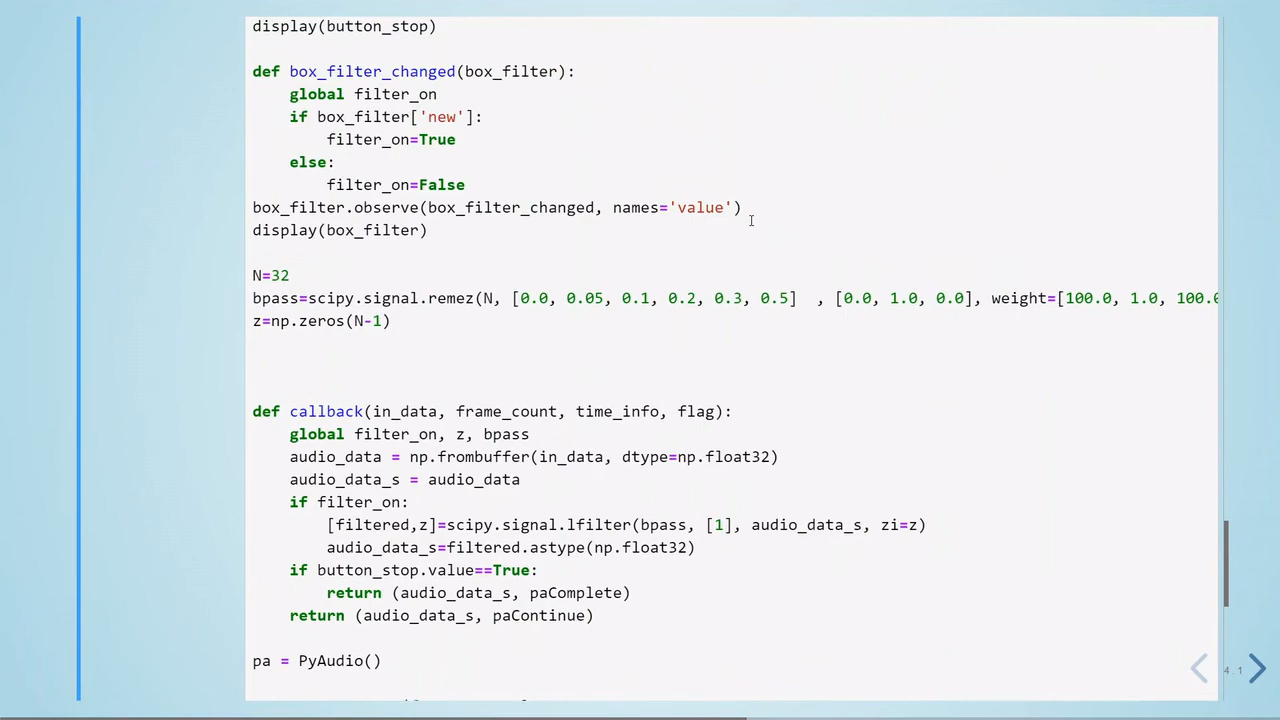 display(button_stop)
def box_filter_changed(box_filter):
    global filter_on
    if box_filter['new']:
        filter_on=True
    else:
        filter_on=False
box_filter.observe(box_filter_changed, names='value')
display(box_filter)
N=32
bpass=scipy.signal.remez(N, [0.0, 0.05, 0.1, 0.2, 0.3, 0.5]  , [0.0, 1.0, 0.0], weight=[100.0, 1.0, 100.0
z=np.zeros(N-1)
def callback(in_data, frame_count, time_info, flag):
    global filter_on, z, bpass
    audio_data = np.frombuffer(in_data, dtype=np.float32)
    audio_data_s = audio_data
    if filter_on:
        [filtered,z]=scipy.signal.lfilter(bpass, [1], audio_data_s, zi=z)
        audio_data_s=filtered.astype(np.float32)
    if button_stop.value==True:
        return (audio_data_s, paComplete)
    return (audio_data_s, paContinue)
pa = PyAudio()
4.1